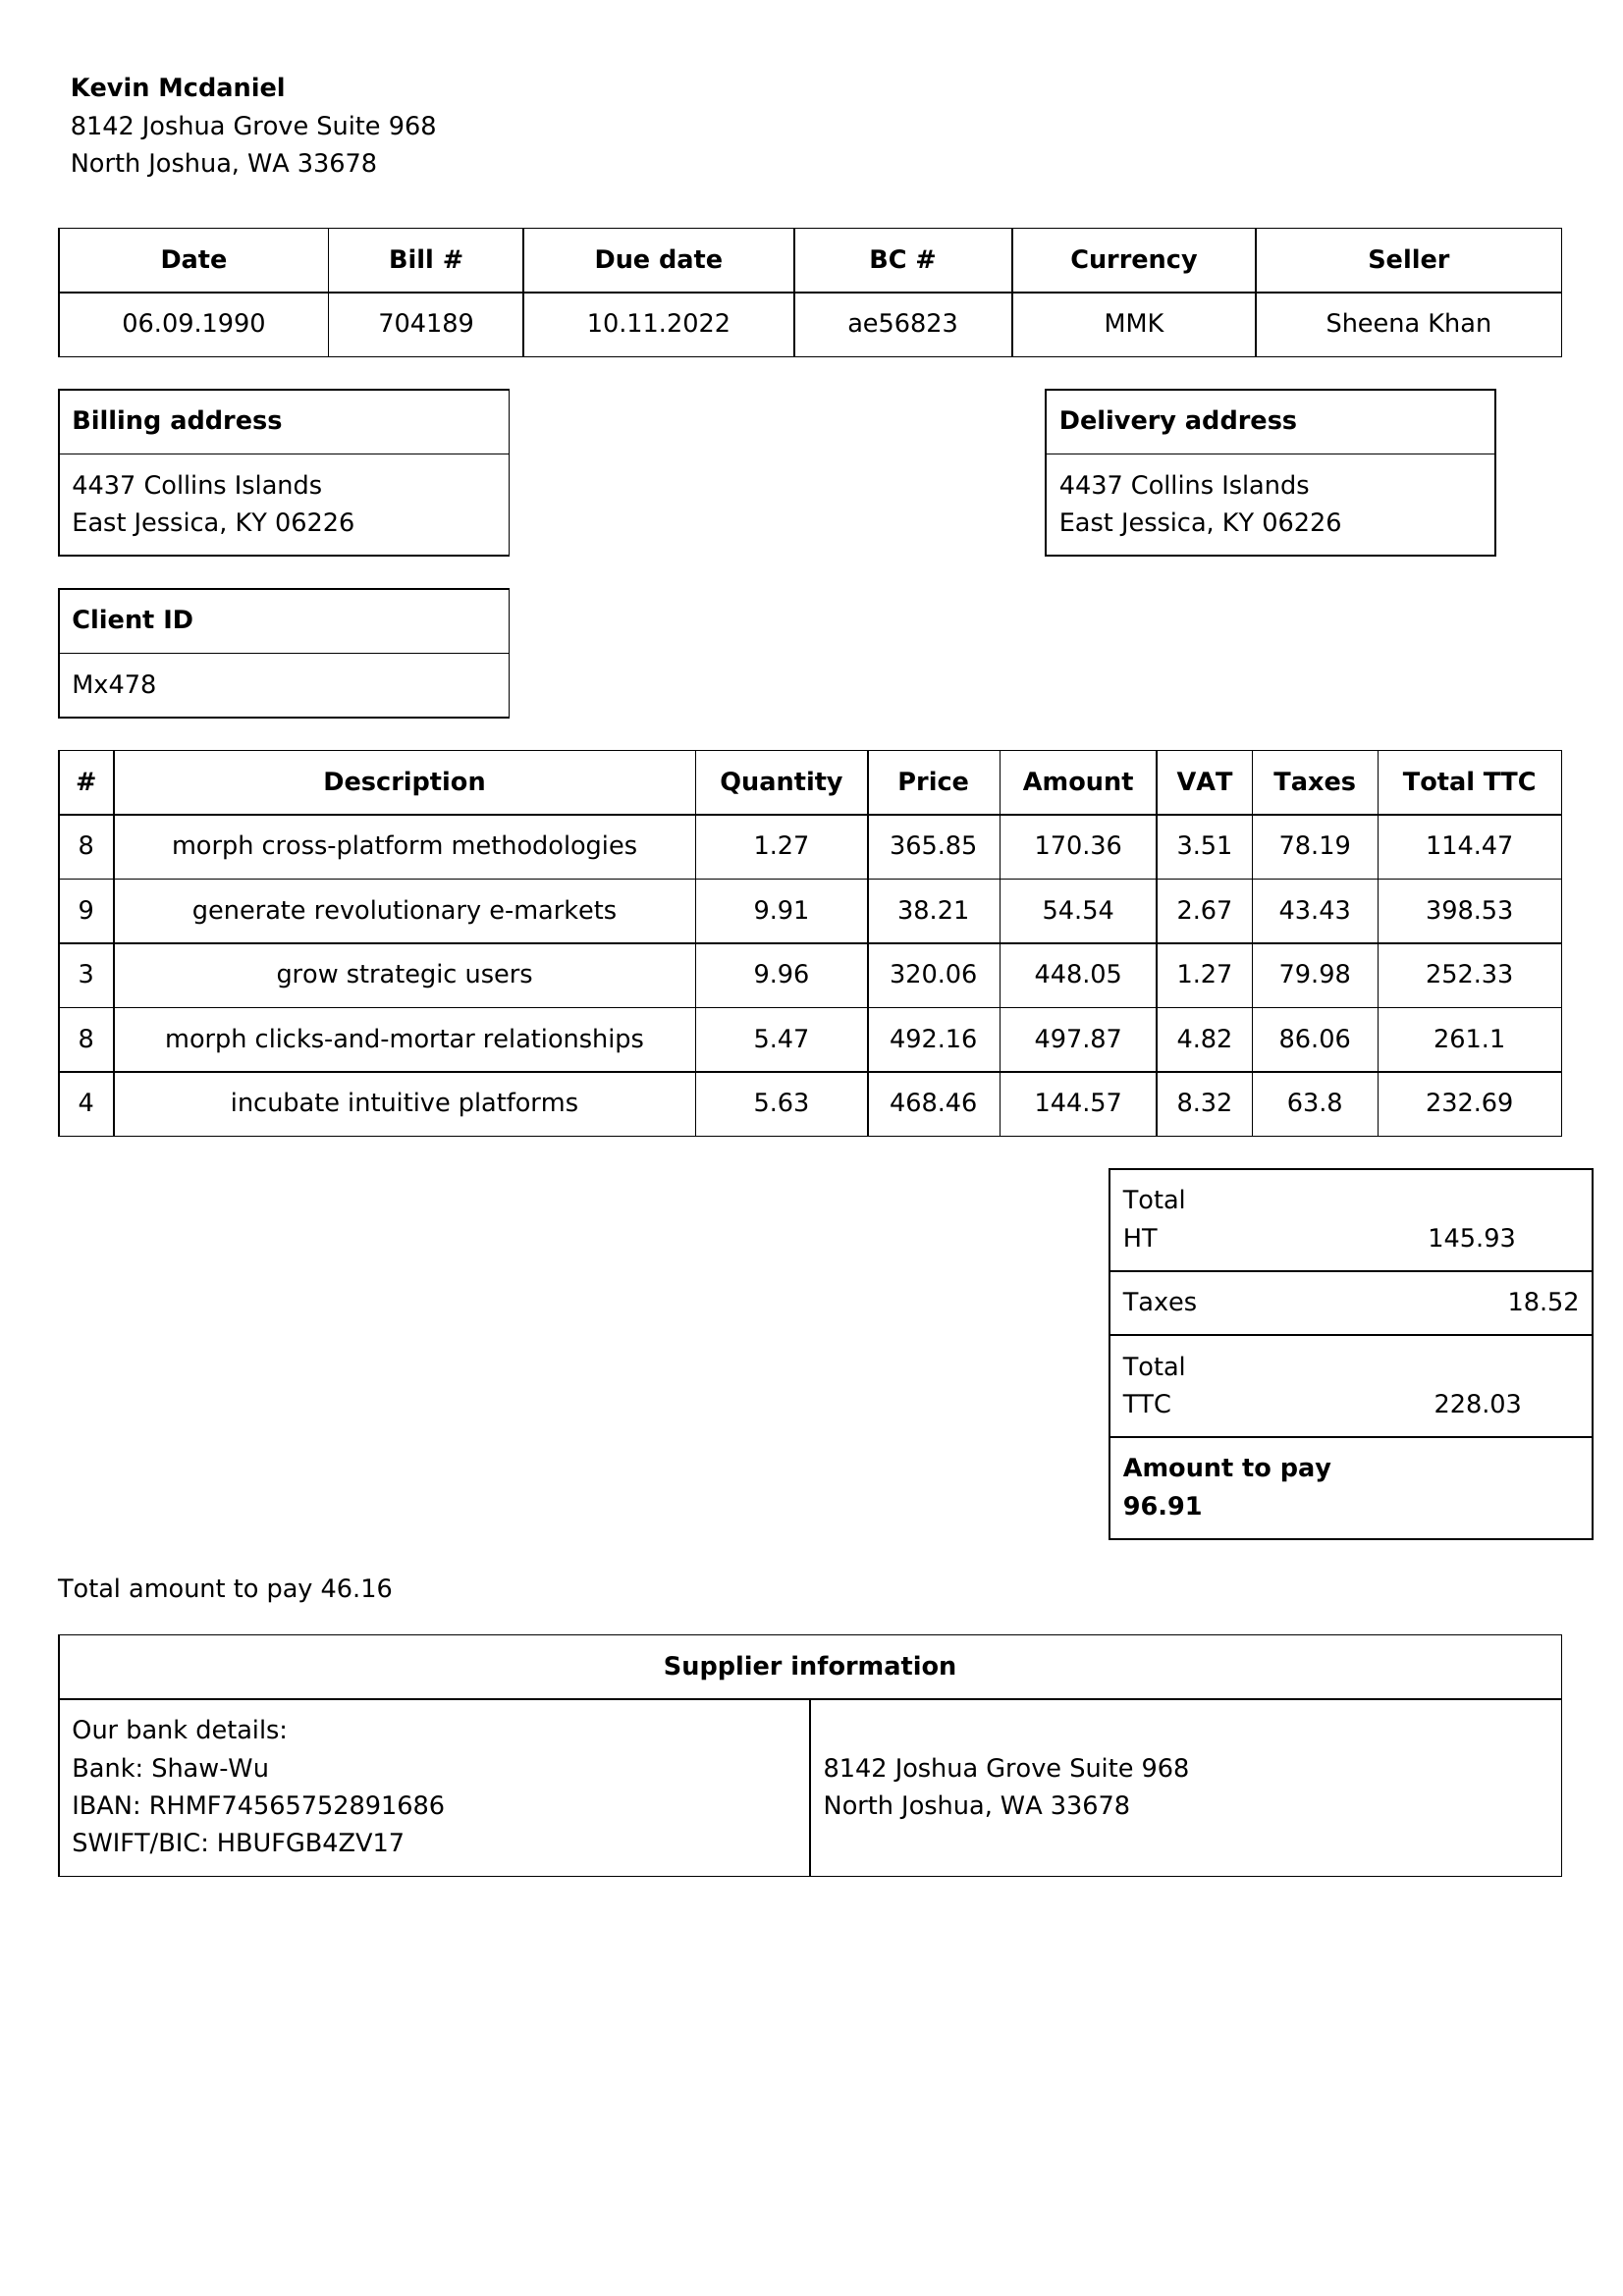 Kevin Mcdaniel
8142 Joshua Grove Suite 968
North Joshua, WA 33678
Date Bill # Due date BC # Currency Seller
06.09.1990 704189 10.11.2022 ae56823 MMK Sheena Khan
Billing address
4437 Collins Islands
East Jessica, KY 06226
Delivery address
4437 Collins Islands
East Jessica, KY 06226
Client ID
Mx478
# Description Quantity Price Amount VAT Taxes Total TTC
8 morph cross-platform methodologies 1.27 365.85 170.36 3.51 78.19 114.47
9 generate revolutionary e-markets 9.91 38.21 54.54 2.67 43.43 398.53
3 grow strategic users 9.96 320.06 448.05 1.27 79.98 252.33
8 morph clicks-and-mortar relationships 5.47 492.16 497.87 4.82 86.06 261.1
4 incubate intuitive platforms 5.63 468.46 144.57 8.32 63.8 232.69
Total
HT 145.93
Taxes 18.52
Total
TTC 228.03
Amount to pay
96.91
Total amount to pay 46.16
Supplier information
Our bank details:
Bank: Shaw-Wu
IBAN: RHMF74565752891686
SWIFT/BIC: HBUFGB4ZV17
8142 Joshua Grove Suite 968
North Joshua, WA 33678